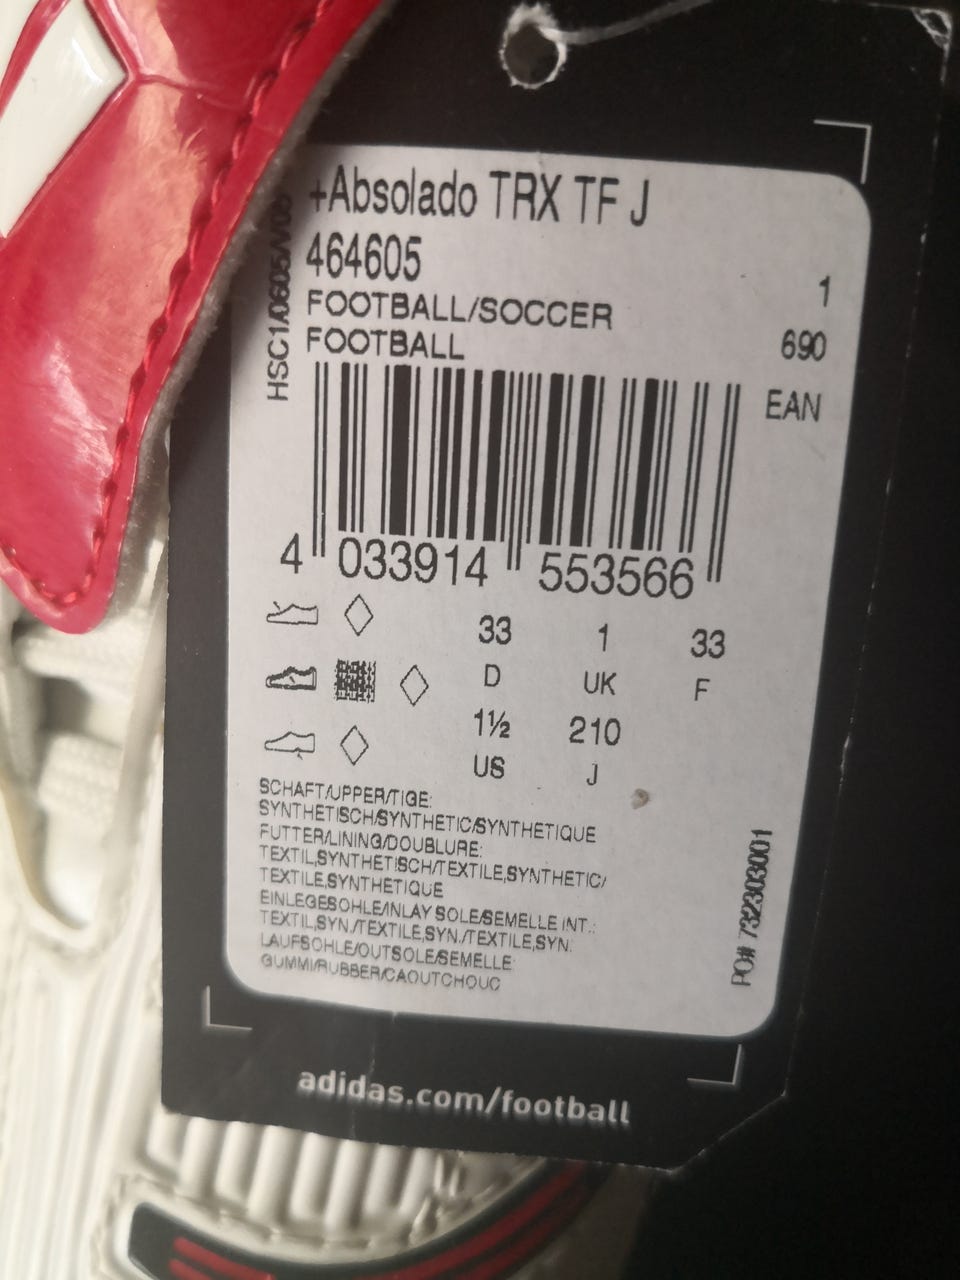 +Absolado TRX TF J
464605
1
FOOTBALL/SOCCER
FOOTBALL
690
EAN
4 033914 553566
33 1 33
D UK F
1½ 210
US J
SCHAFT/UPPER/TIGE:
SYNTHETISCH/SYNTHETIC/SYNTHETIQUE
FUTTER/LINING/DOUBLURE:
TEXTIL,SYNTHETISCH/TEXTILE,SYNTHETIC/
TEXTILE,SYNTHETIQUE
EINLEGESOHLE/INLAY SOLE/SEMELLE INT.:
TEXTIL,SYN./TEXTILE,SYN./TEXTILE,SYN.
LAUFSOHLE/OUTSOLE/SEMELLE:
GUMMI/RUBBER/CAOUTCHOUC
PO# 732303001
adidas.com/football